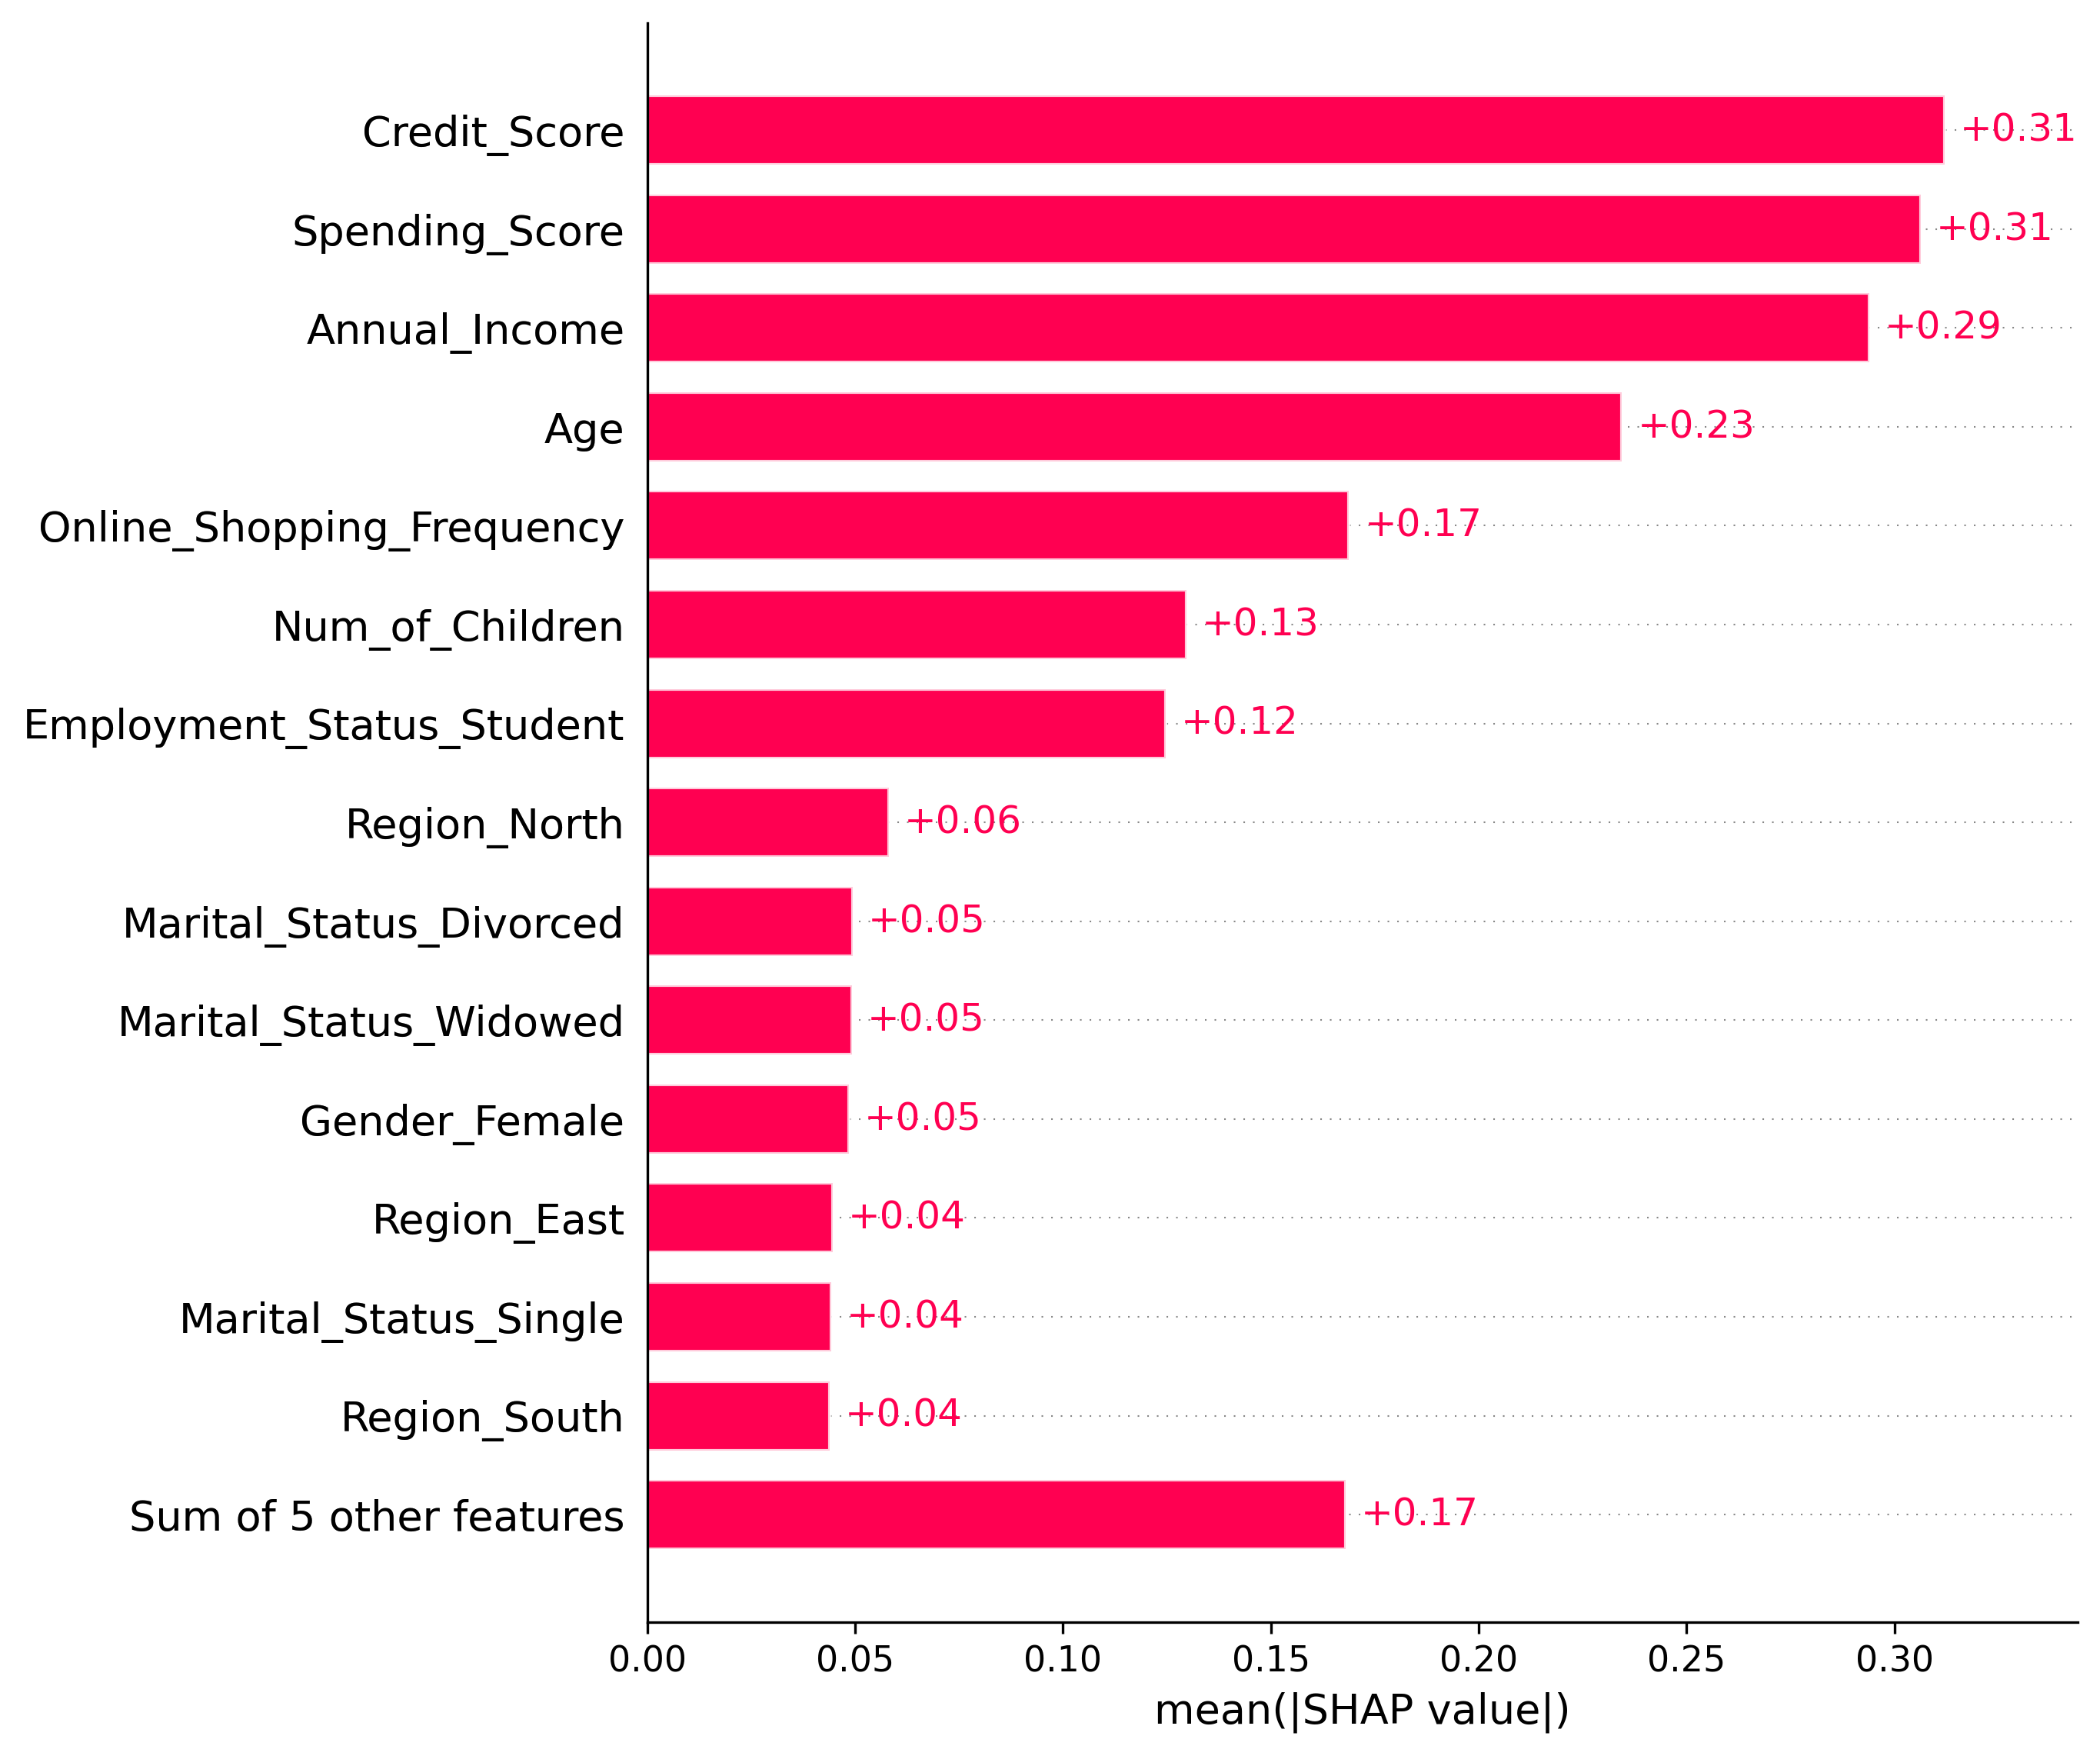 Credit_Score +0.31
Spending_Score +0.31
Annual_Income +0.29
Age +0.23
Online_Shopping_Frequency +0.17
Num_of_Children +0.13
Employment_Status_Student +0.12
Region_North +0.06
Marital_Status_Divorced +0.05
Marital_Status_Widowed +0.05
Gender_Female +0.05
Region_East +0.04
Marital_Status_Single +0.04
Region_South +0.04
Sum of 5 other features +0.17
0.00 0.05 0.10 0.15 0.20 0.25 0.30
mean(|SHAP value|)